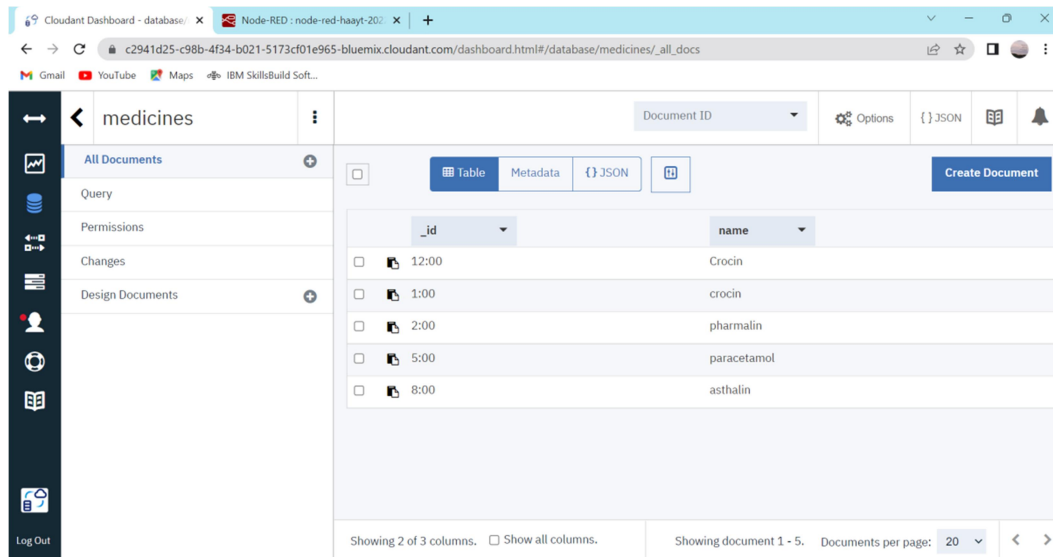 Cloudant Dashboard - database/
Node-RED : node-red-haayt-202
c2941d25-c98b-4f34-b021-5173cf01e965-bluemix.cloudant.com/dashboard.html#/database/medicines/_all_docs
Gmail YouTube Maps IBM SkillsBuild Soft...
medicines
Document ID
Options
{ } JSON
All Documents
Query
Permissions
Changes
Design Documents
Table
Metadata
{ } JSON
Create Document
_id name
12:00 Crocin
1:00 crocin
2:00 pharmalin
5:00 paracetamol
8:00 asthalin
Log Out
Showing 2 of 3 columns. Show all columns. Showing document 1 - 5. Documents per page: 20